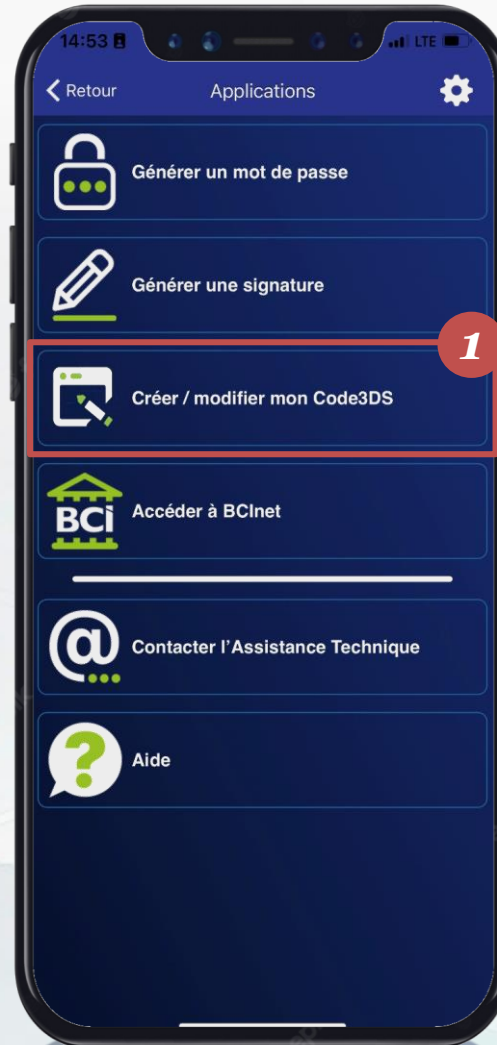 14:53
LTE
Retour
Applications
Générer un mot de passe
Générer une signature
1
Créer / modifier mon Code3DS
BCi
Accéder à BCInet
@
Contacter l'Assistance Technique
?
Aide